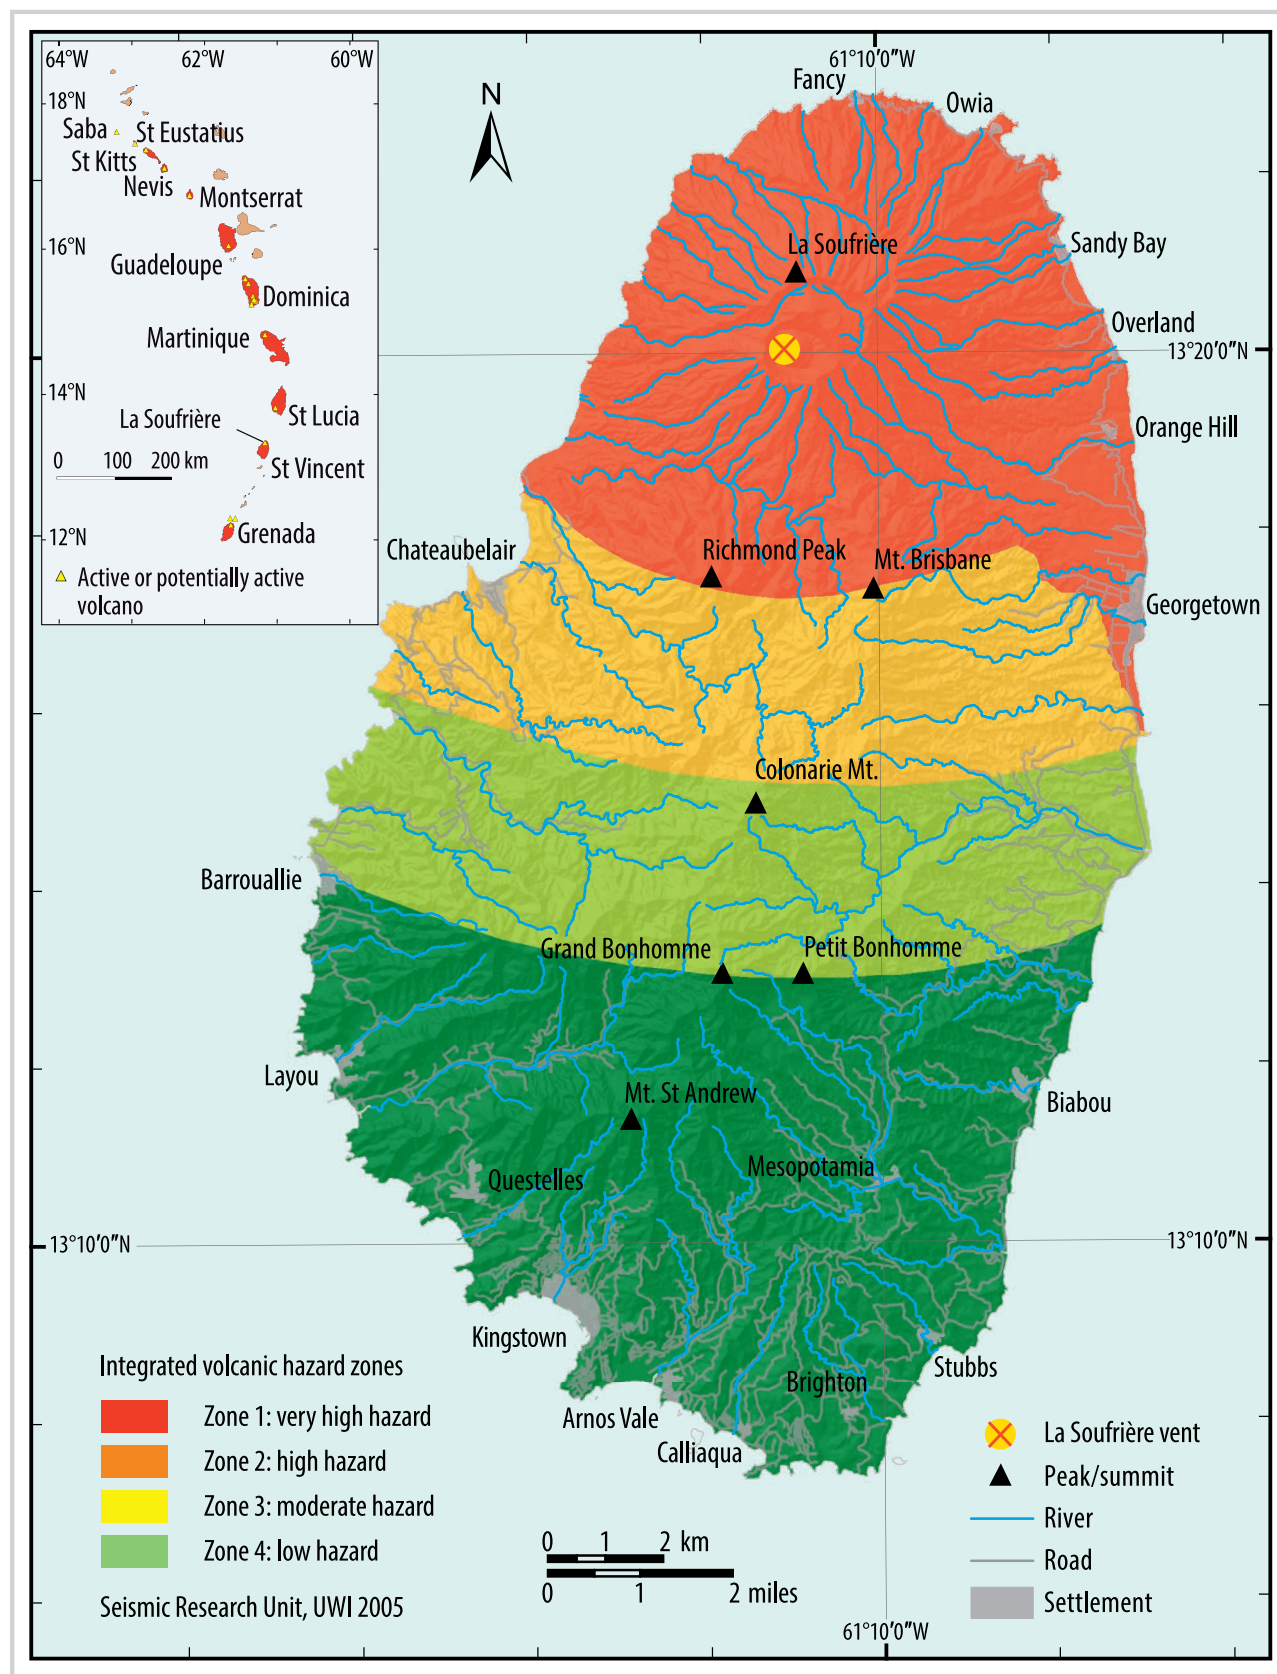 64°W 62°W 60°W
18°N
Saba
St Eustatius
St Kitts
Nevis
Montserrat
16°N
Guadeloupe
Dominica
Martinique
14°N
St Lucia
La Soufrière
0 100 200 km
St Vincent
12°N
Grenada
Active or potentially active
volcano
N
61°10′0″W
Fancy
Owia
La Soufrière
Sandy Bay
Overland
13°20′0″N
Orange Hill
Chateaubelair
Richmond Peak
Mt. Brisbane
Georgetown
Colonarie Mt.
Barrouallie
Grand Bonhomme
Petit Bonhomme
Layou
Mt. St Andrew
Biabou
Mesopotamia
Questelles
13°10′0″N
13°10′0″N
Kingstown
Stubbs
Brighton
Arnos Vale
Calliaqua
Integrated volcanic hazard zones
Zone 1: very high hazard
Zone 2: high hazard
Zone 3: moderate hazard
Zone 4: low hazard
Seismic Research Unit, UWI 2005
0 1 2 km
0 1 2 miles
La Soufrière vent
Peak/summit
River
Road
Settlement
61°10′0″W